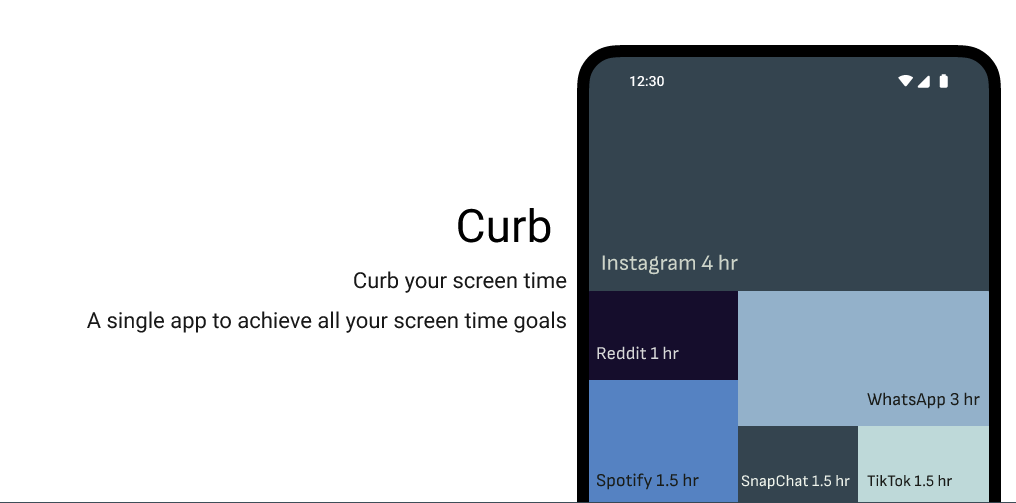 Curb
Curb your screen time
A single app to achieve all your screen time goals
12:30
Instagram 4 hr
Reddit 1 hr
WhatsApp 3 hr
Spotify 1.5 hr
SnapChat 1.5 hr
TikTok 1.5 hr